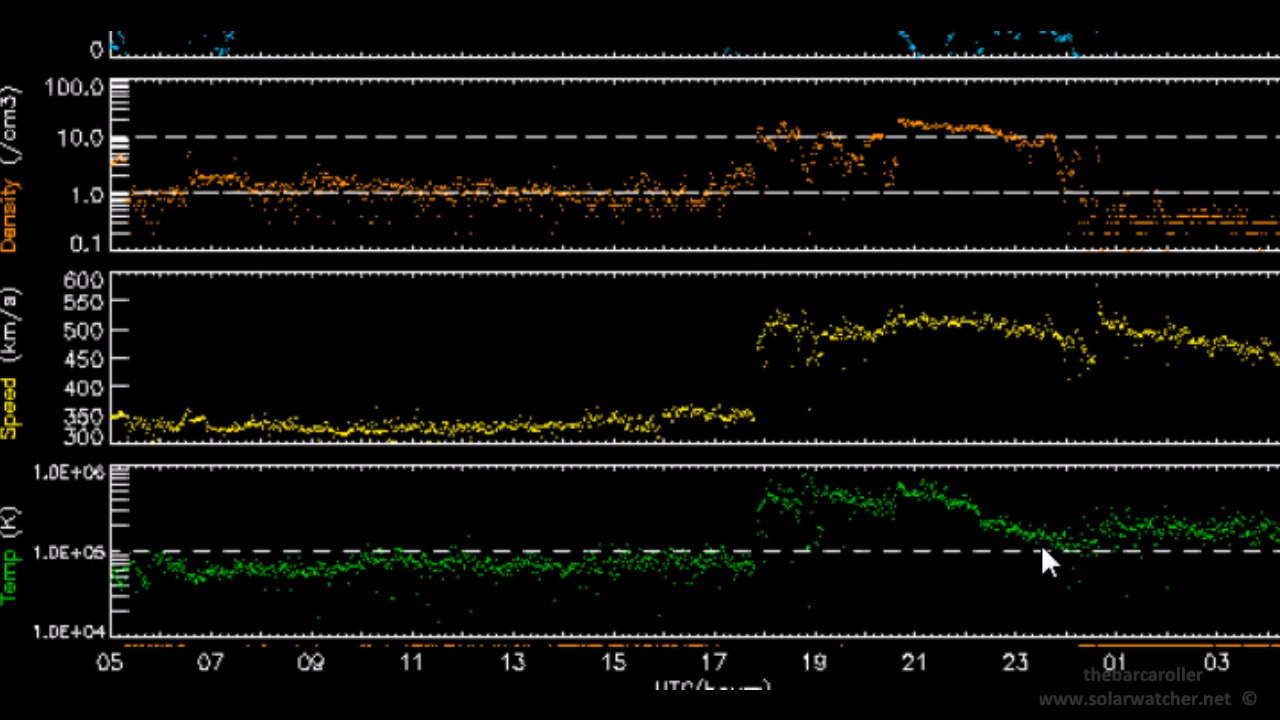 0
Density (/cm3)
100.0
10.0
1.0
0.1
Speed (km/s)
600
550
500
450
400
350
300
Temp (K)
1.0E+06
1.0E+05
1.0E+04
05 07 09 11 13 15 17 19 21 23 01 03
thebarcaroller
www.solarwatcher.net ©